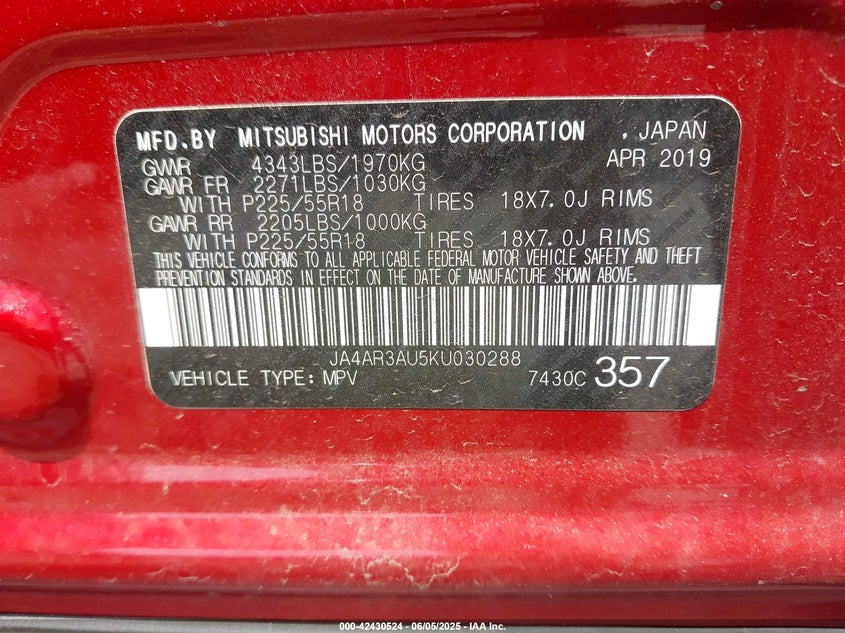 MFD.BY MITSUBISHI MOTORS CORPORATION , JAPAN
GVWR 4343LBS/1970KG APR 2019
GAWR FR 2271LBS/1030KG
WITH P225/55R18 TIRES 18X7.0J RIMS
GAWR RR 2205LBS/1000KG
WITH P225/55R18 TIRES 18X7.0J RIMS
THIS VEHICLE CONFORMS TO ALL APPLICABLE FEDERAL MOTOR VEHICLE SAFETY AND THEFT
PREVENTION STANDARDS IN EFFECT ON THE DATE OF MANUFACTURE SHOWN ABOVE.
JA4AR3AU5KU030288
VEHICLE TYPE: MPV 7430C 357
000-42430524 - 06/05/2025 - IAA Inc.